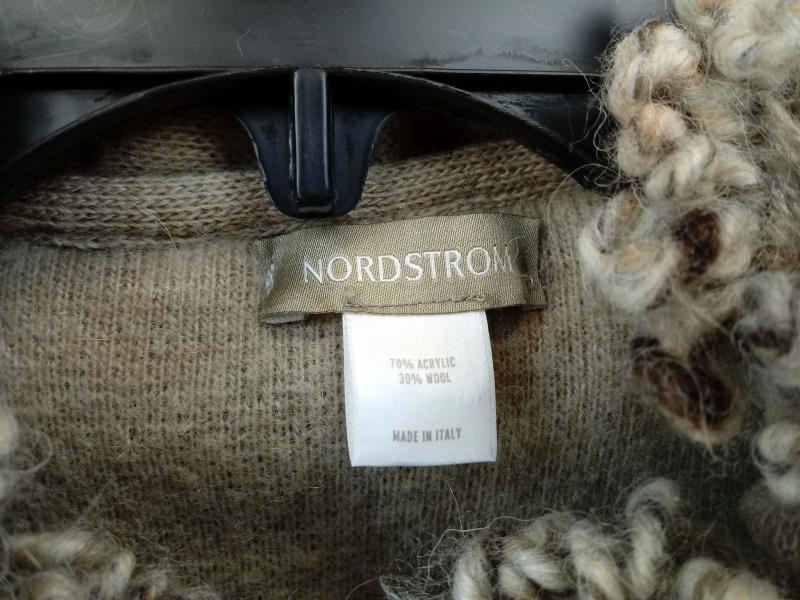 NORDSTROM
70% ACRYLIC
30% WOOL
MADE IN ITALY